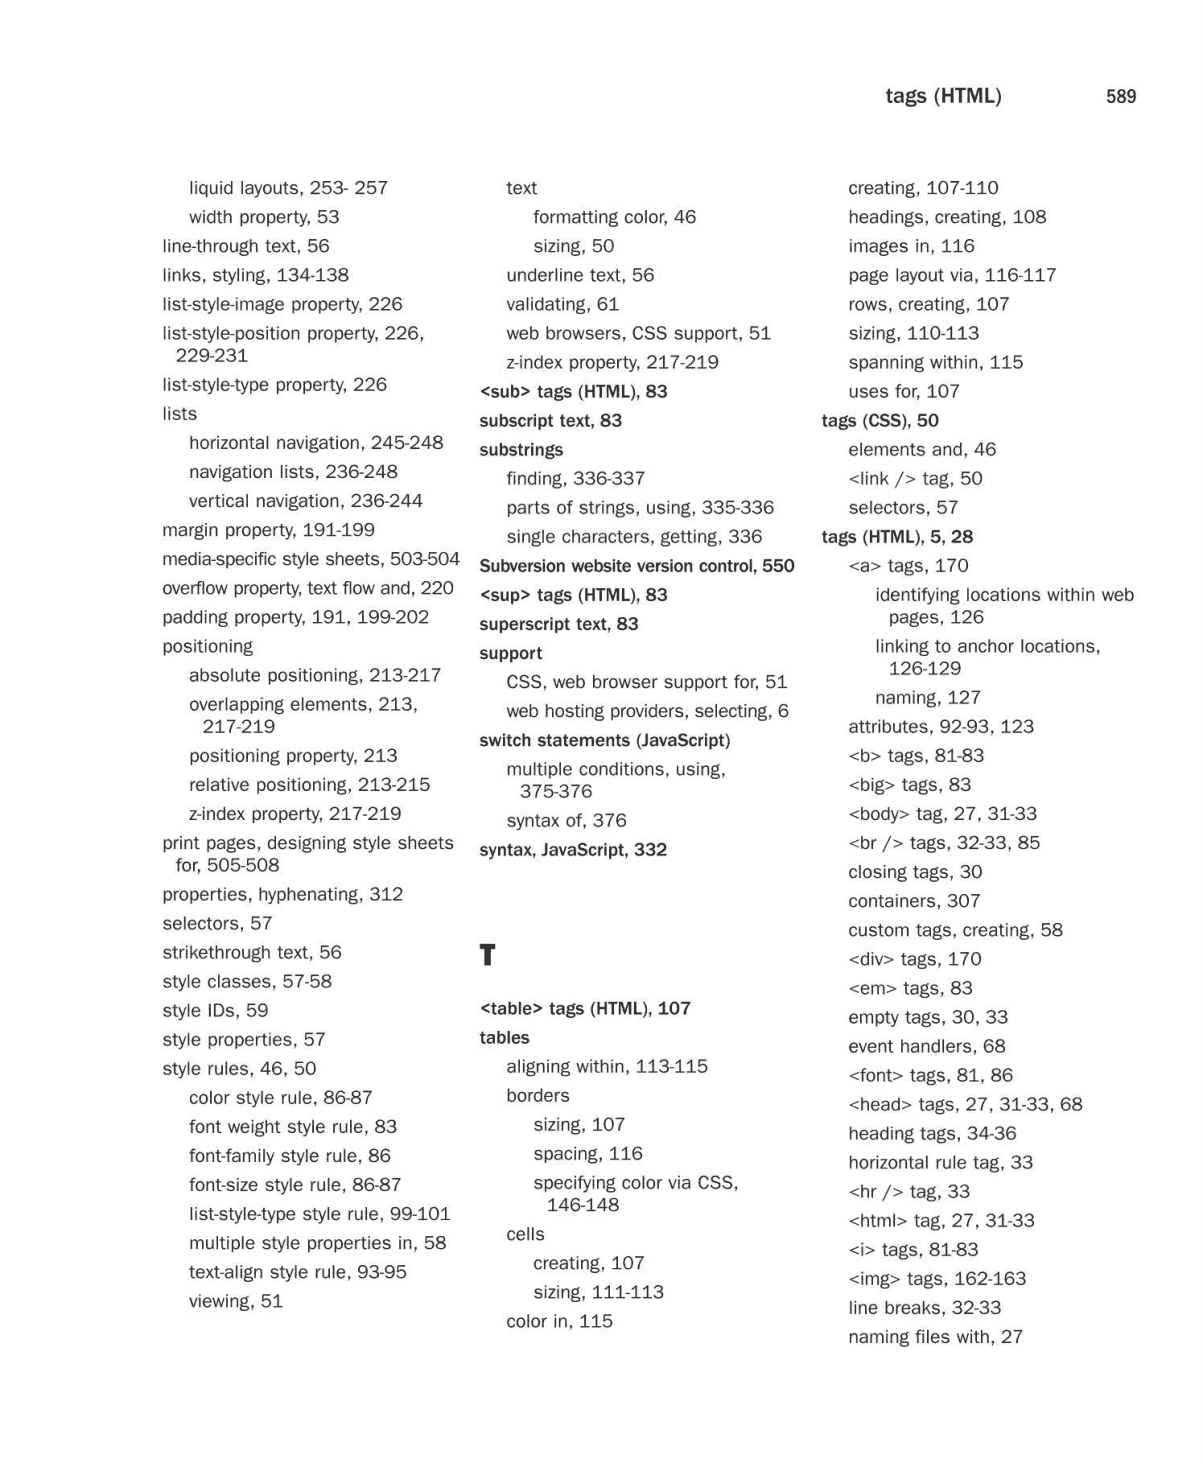 tags (HTML) 589
liquid layouts, 253- 257
width property, 53
line-through text, 56
links, styling, 134-138
list-style-image property, 226
list-style-position property, 226,
229-231
list-style-type property, 226
lists
horizontal navigation, 245-248
navigation lists, 236-248
vertical navigation, 236-244
margin property, 191-199
media-specific style sheets, 503-504
overflow property, text flow and, 220
padding property, 191, 199-202
positioning
absolute positioning, 213-217
overlapping elements, 213,
217-219
positioning property, 213
relative positioning, 213-215
z-index property, 217-219
print pages, designing style sheets
for, 505-508
properties, hyphenating, 312
selectors, 57
strikethrough text, 56
style classes, 57-58
style IDs, 59
style properties, 57
style rules, 46, 50
color style rule, 86-87
font weight style rule, 83
font-family style rule, 86
font-size style rule, 86-87
list-style-type style rule, 99-101
multiple style properties in, 58
text-align style rule, 93-95
viewing, 51
text
formatting color, 46
sizing, 50
underline text, 56
validating, 61
web browsers, CSS support, 51
z-index property, 217-219
<sub> tags (HTML), 83
subscript text, 83
substrings
finding, 336-337
parts of strings, using, 335-336
single characters, getting, 336
Subversion website version control, 550
<sup> tags (HTML), 83
superscript text, 83
support
CSS, web browser support for, 51
web hosting providers, selecting, 6
switch statements (JavaScript)
multiple conditions, using,
375-376
syntax of, 376
syntax, JavaScript, 332
T
<table> tags (HTML), 107
tables
aligning within, 113-115
borders
sizing, 107
spacing, 116
specifying color via CSS,
146-148
cells
creating, 107
sizing, 111-113
color in, 115
creating, 107-110
headings, creating, 108
images in, 116
page layout via, 116-117
rows, creating, 107
sizing, 110-113
spanning within, 115
uses for, 107
tags (CSS), 50
elements and, 46
<link /> tag, 50
selectors, 57
tags (HTML), 5, 28
<a> tags, 170
identifying locations within web
pages, 126
linking to anchor locations,
126-129
naming, 127
attributes, 92-93, 123
<b> tags, 81-83
<big> tags, 83
<body> tag, 27, 31-33
<br /> tags, 32-33, 85
closing tags, 30
containers, 307
custom tags, creating, 58
<div> tags, 170
<em> tags, 83
empty tags, 30, 33
event handlers, 68
<font> tags, 81, 86
<head> tags, 27, 31-33, 68
heading tags, 34-36
horizontal rule tag, 33
<hr /> tag, 33
<html> tag, 27, 31-33
<i> tags, 81-83
<img> tags, 162-163
line breaks, 32-33
naming files with, 27